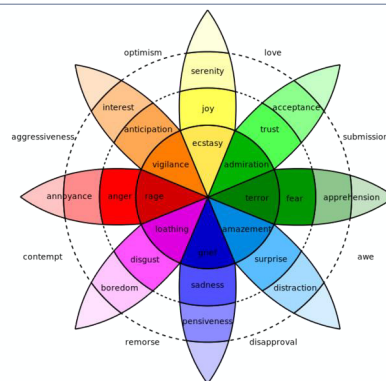 optimism
love
serenity
interest
acceptance
joy
anticipation
trust
aggressiveness
submission
ecstasy
vigilance
admiration
annoyance
anger
rage
terror
fear
apprehension
loathing
amazement
grief
disgust
surprise
contempt
awe
boredom
sadness
distraction
pensiveness
remorse
disapproval